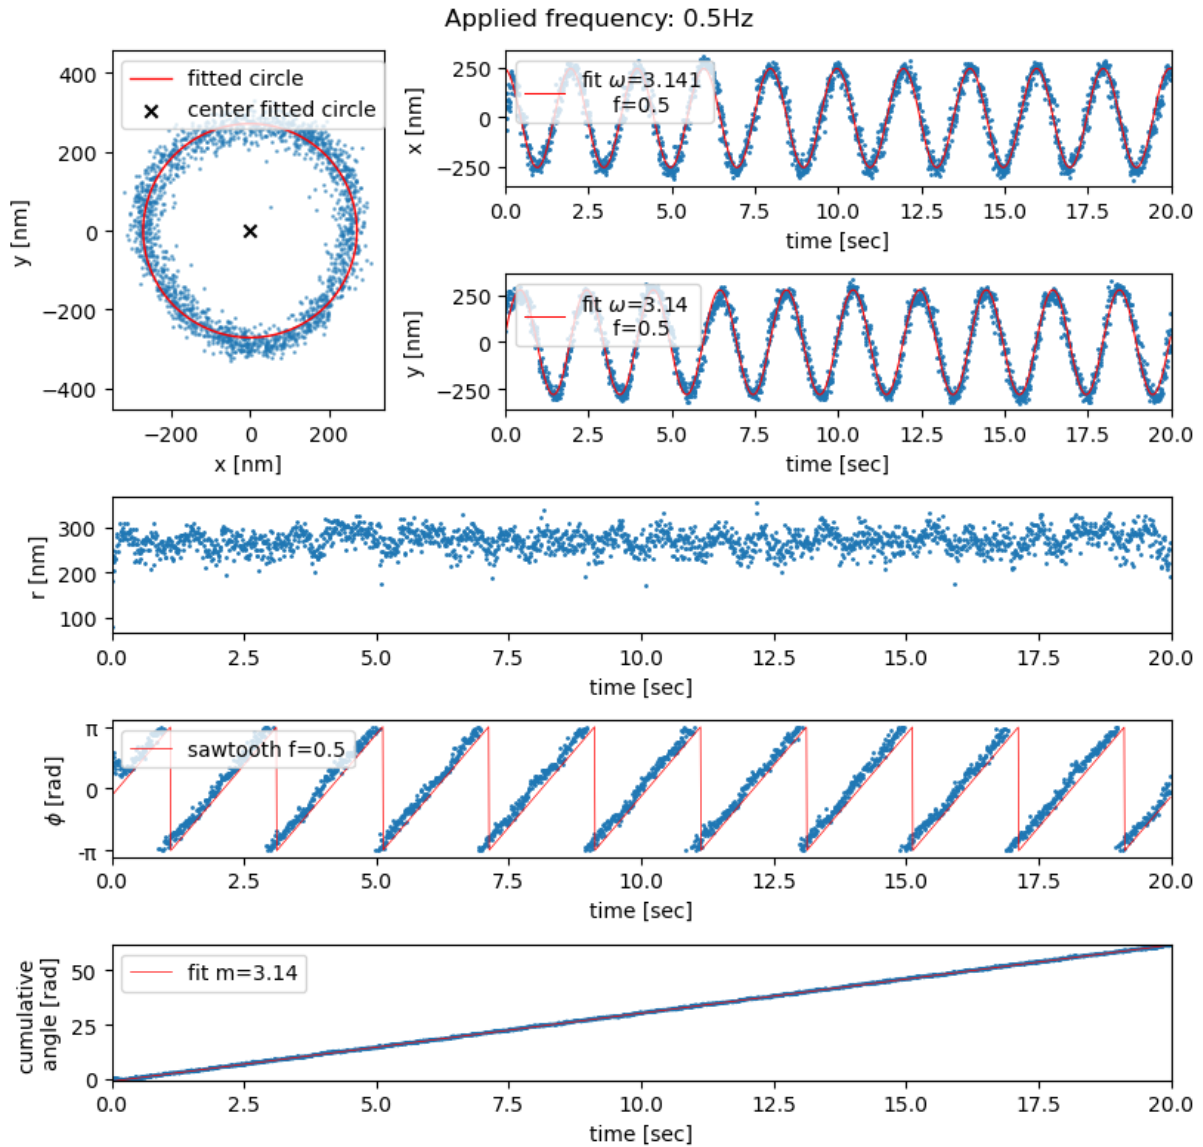 Applied frequency: 0.5Hz
fitted circle
center fitted circle
400
200
0
−200
−400
y [nm]
−200 0 200
x [nm]
fit ω=3.141
f=0.5
250
0
−250
x [nm]
0.0 2.5 5.0 7.5 10.0 12.5 15.0 17.5 20.0
time [sec]
fit ω=3.14
f=0.5
250
0
−250
y [nm]
0.0 2.5 5.0 7.5 10.0 12.5 15.0 17.5 20.0
time [sec]
300
200
100
r [nm]
0.0 2.5 5.0 7.5 10.0 12.5 15.0 17.5 20.0
time [sec]
sawtooth f=0.5
π
0
-π
ϕ [rad]
0.0 2.5 5.0 7.5 10.0 12.5 15.0 17.5 20.0
time [sec]
fit m=3.14
50
25
0
cumulative
angle [rad]
0.0 2.5 5.0 7.5 10.0 12.5 15.0 17.5 20.0
time [sec]